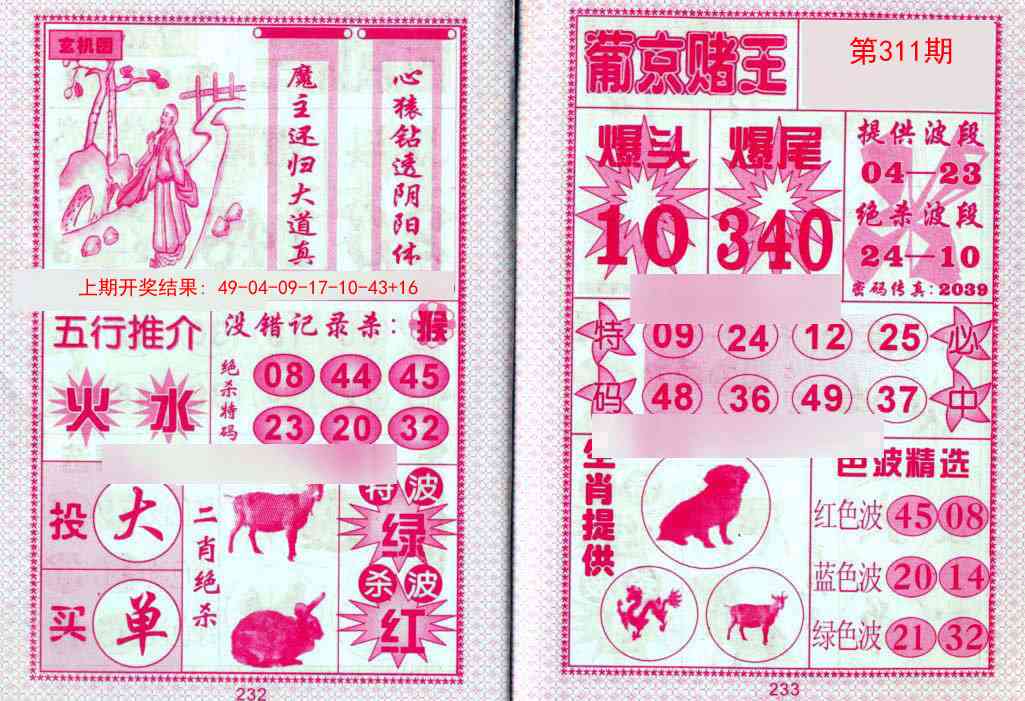 玄机图
心猿钻透阴阳体
魔主还归大道真
上期开奖结果: 49-04-09-17-10-43+16
五行推介
火 水
没错记录杀: 猴
绝杀特码
08 44 45
23 20 32
投 大
买 单
二肖绝杀
特波
绿
杀波
红
232
葡京赌王
第311期
爆头
10
爆尾
340
提供波段
04—23
绝杀波段
24—10
密码传真:2039
特码
09 24 12 25
48 36 49 37
必中
生肖提供
色波精选
红色波 45 08
蓝色波 20 14
绿色波 21 32
233